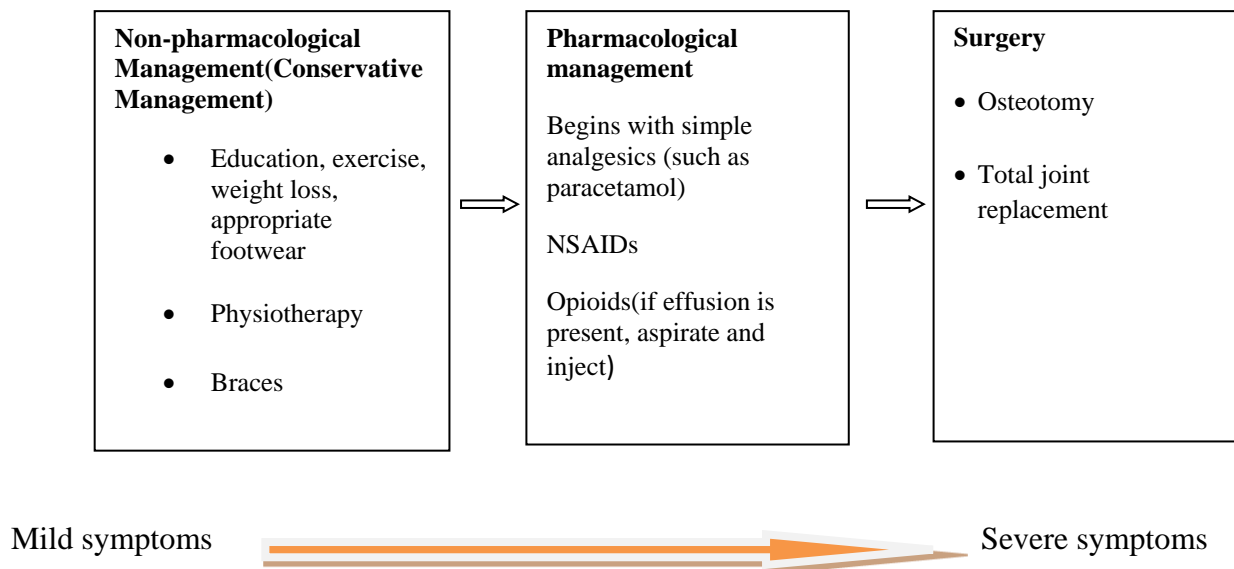 Non-pharmacological
Management(Conservative
Management)
• Education, exercise,
weight loss,
appropriate
footwear
• Physiotherapy
• Braces
Pharmacological
management
Begins with simple
analgesics (such as
paracetamol)
NSAIDs
Opioids(if effusion is
present, aspirate and
inject)
Surgery
• Osteotomy
• Total joint
replacement
Mild symptoms
Severe symptoms